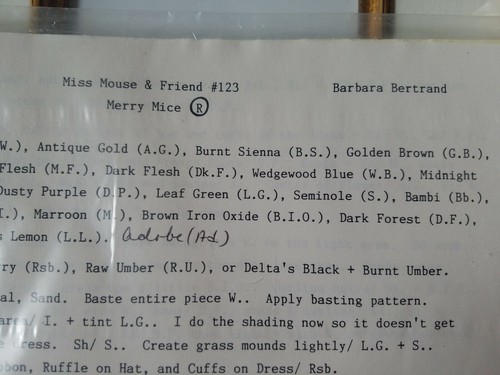 Miss Mouse & Friend #123 Barbara Bertrand
Merry Mice ®
W.), Antique Gold (A.G.), Burnt Sienna (B.S.), Golden Brown (G.B.),
Flesh (M.F.), Dark Flesh (Dk.F.), Wedgewood Blue (W.B.), Midnight
Dusty Purple (D.P.), Leaf Green (L.G.), Seminole (S.), Bambi (Bb.),
I.), Marroon (M.), Brown Iron Oxide (B.I.O.), Dark Forest (D.F.),
s Lemon (L.L.). Adobe (Ad)
ry (Rsb.), Raw Umber (R.U.), or Delta's Black + Burnt Umber.
al, Sand. Baste entire piece W.. Apply basting pattern.
area/ I. + tint L.G.. I do the shading now so it doesn't get
e Dress. Sh/ S.. Create grass mounds lightly/ L.G. + S..
bbon, Ruffle on Hat, and Cuffs on Dress/ Rsb.